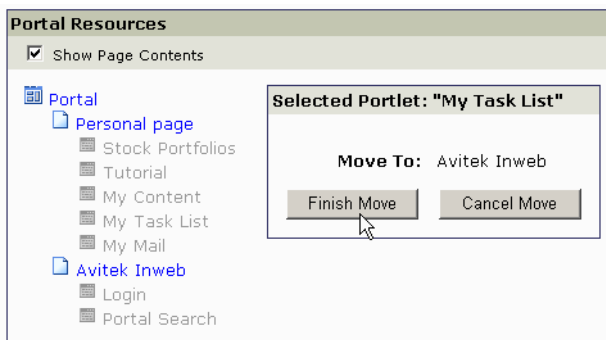 Portal Resources
Show Page Contents
Portal
Personal page
Stock Portfolios
Tutorial
My Content
My Task List
My Mail
Avitek Inweb
Login
Portal Search
Selected Portlet: "My Task List"
Move To: Avitek Inweb
Finish Move Cancel Move